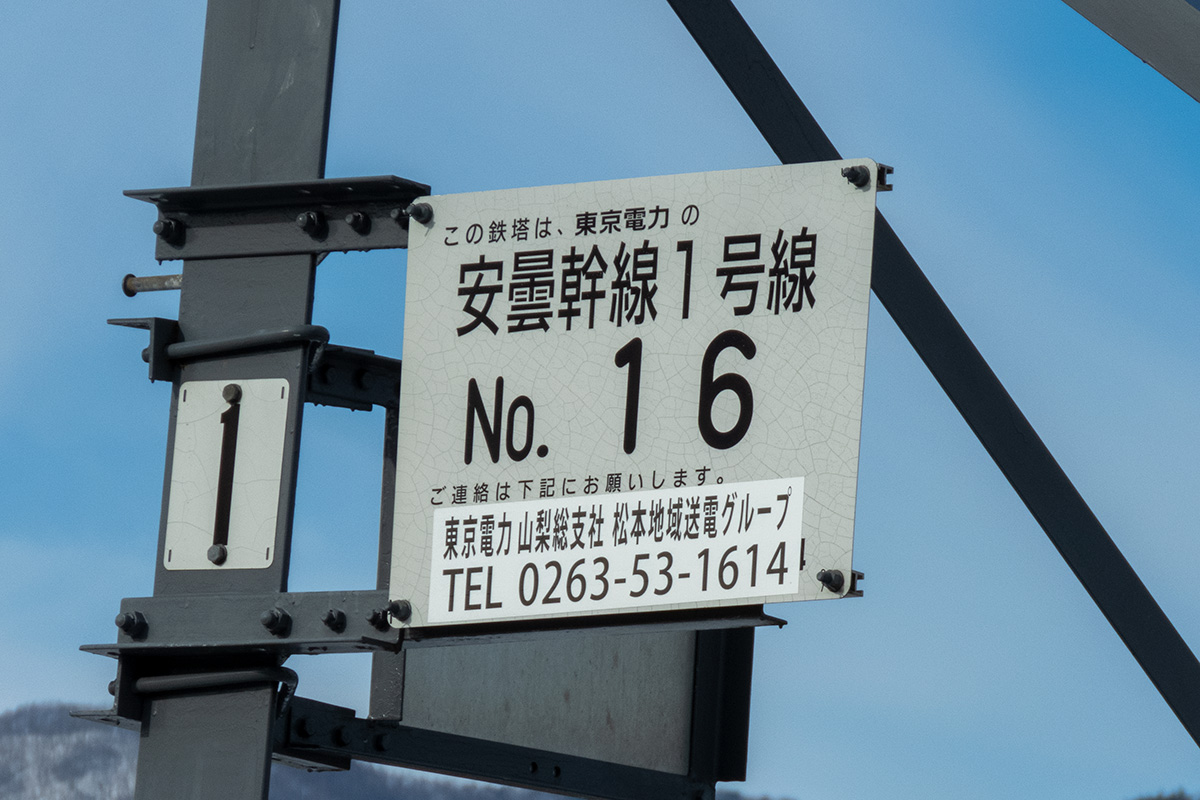 この鉄塔は、東京電力の
安曇幹線1号線
No. 16
ご連絡は下記にお願いします。
東京電力 山梨総支社 松本地域送電グループ
TEL 0263-53-1614
1